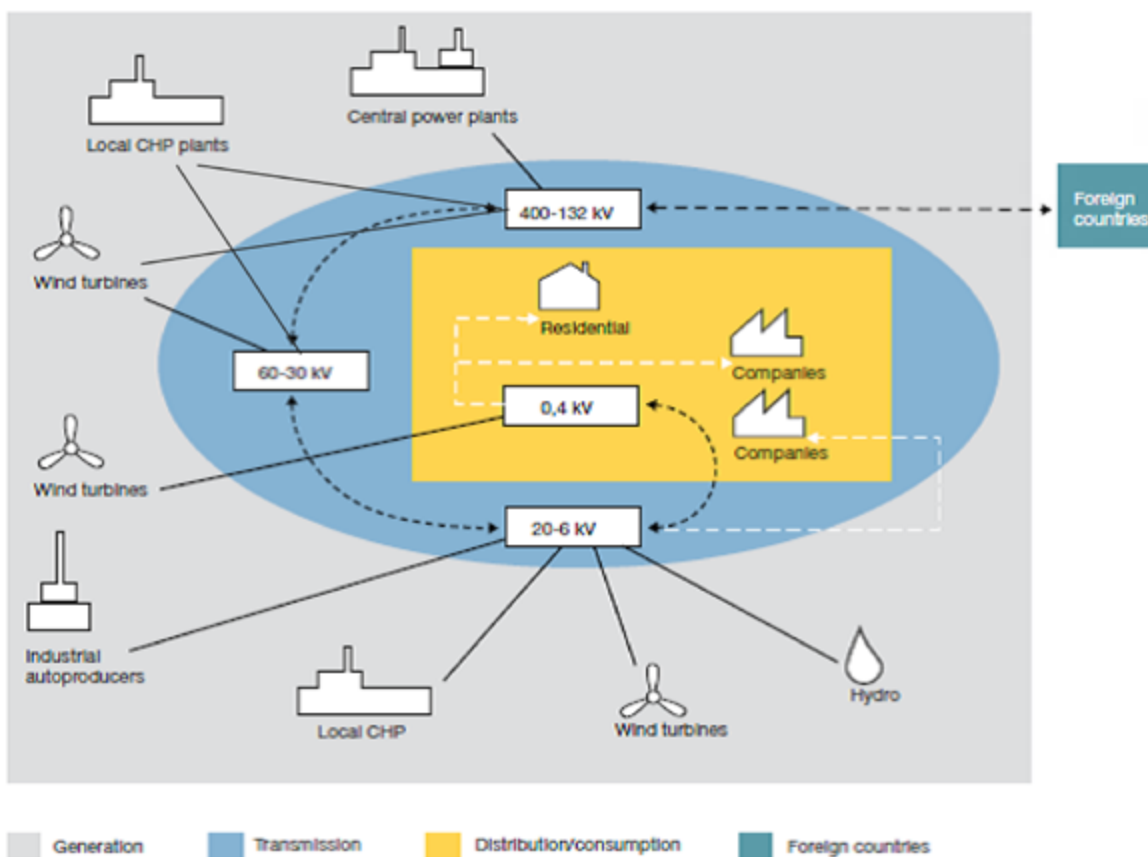 Central power plants
Local CHP plants
400-132 kV
Foreign
countries
Wind turbines
Residential
60-30 kV
Companies
0,4 kV
Companies
Wind turbines
20-6 kV
Industrial
autoproducers
Hydro
Local CHP
Wind turbines
Generation
Transmission
Distribution/consumption
Foreign countries